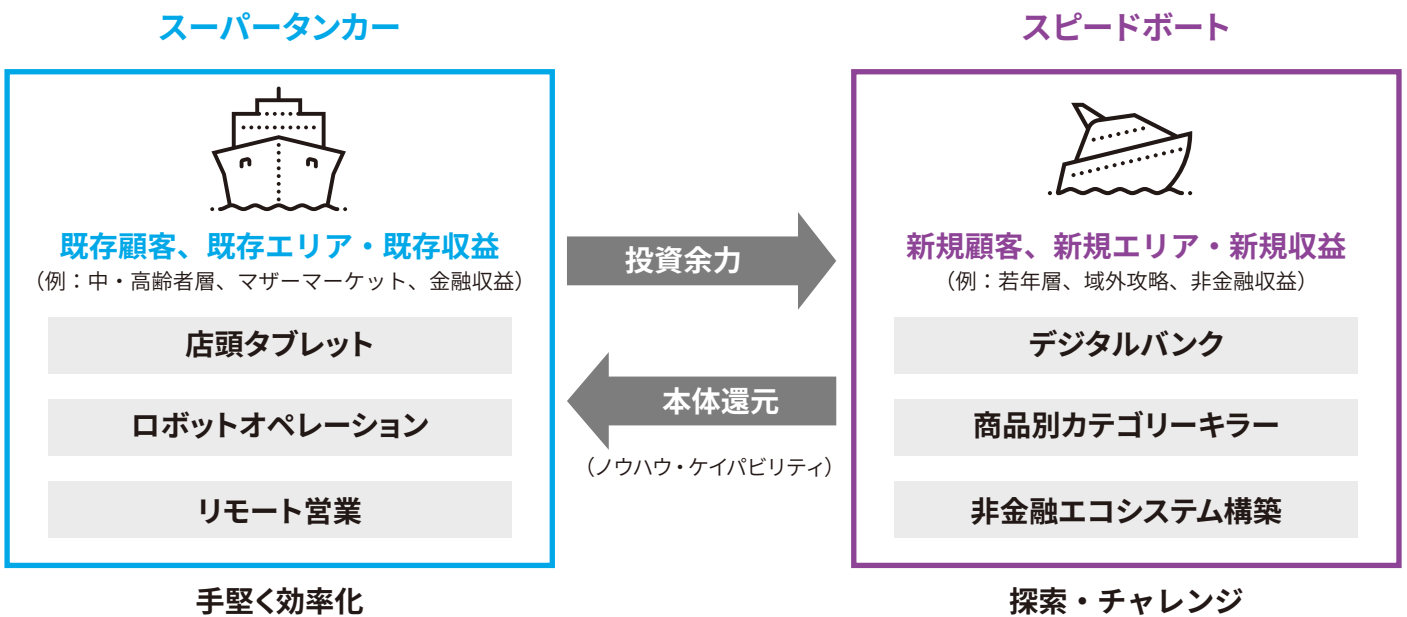 スーパータンカー
既存顧客、既存エリア・既存収益
（例：中・高齢者層、マザーマーケット、金融収益）
店頭タブレット
ロボットオペレーション
リモート営業
手堅く効率化
投資余力
本体還元
（ノウハウ・ケイパビリティ）
スピードボート
新規顧客、新規エリア・新規収益
（例：若年層、域外攻略、非金融収益）
デジタルバンク
商品別カテゴリーキラー
非金融エコシステム構築
探索・チャレンジ